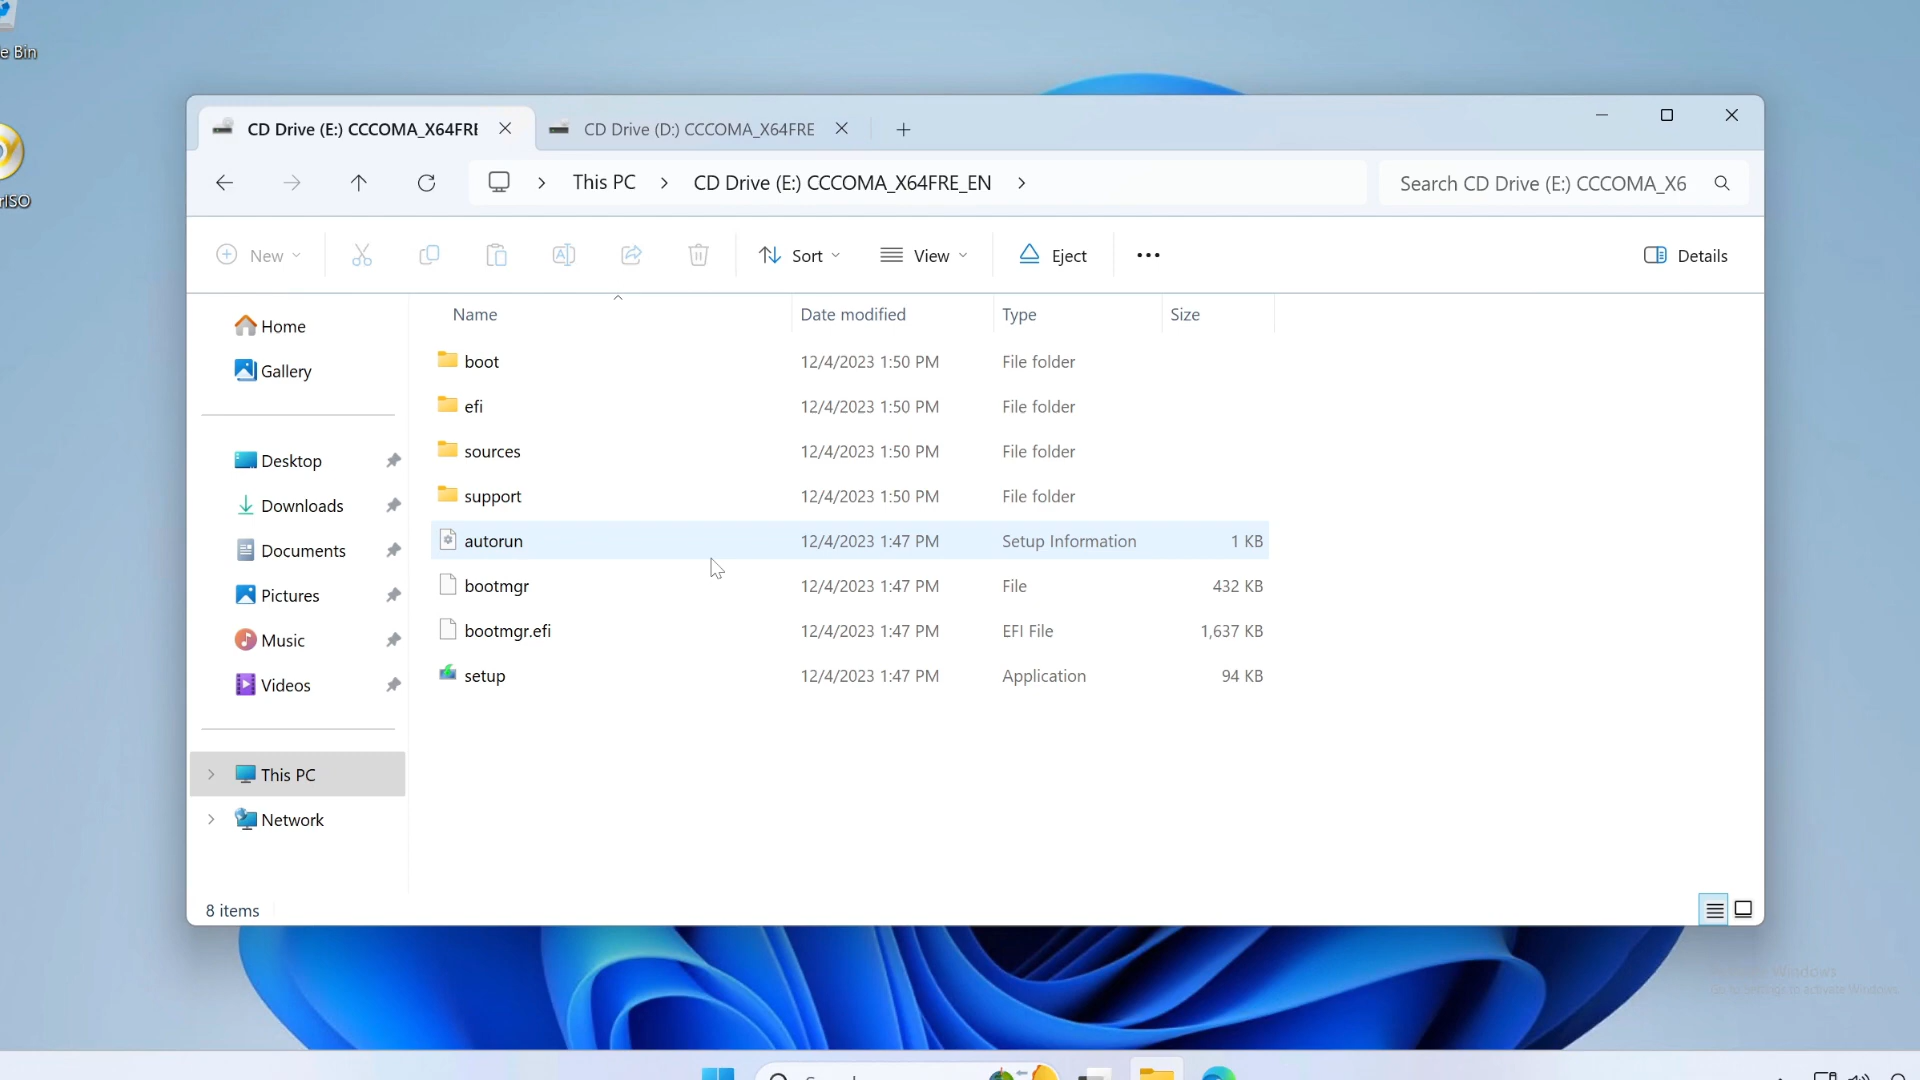 e Bin
rISO
CD Drive (E:) CCCOMA_X64FRE
CD Drive (D:) CCCOMA_X64FRE
This PC
CD Drive (E:) CCCOMA_X64FRE_EN
Search CD Drive (E:) CCCOMA_X6
New
Sort
View
Eject
Details
Name Date modified Type Size
Home
Gallery
Desktop
Downloads
Documents
Pictures
Music
Videos
This PC
Network
boot 12/4/2023 1:50 PM File folder
efi 12/4/2023 1:50 PM File folder
sources 12/4/2023 1:50 PM File folder
support 12/4/2023 1:50 PM File folder
autorun 12/4/2023 1:47 PM Setup Information 1 KB
bootmgr 12/4/2023 1:47 PM File 432 KB
bootmgr.efi 12/4/2023 1:47 PM EFI File 1,637 KB
setup 12/4/2023 1:47 PM Application 94 KB
8 items
Windows
to activate Windows.